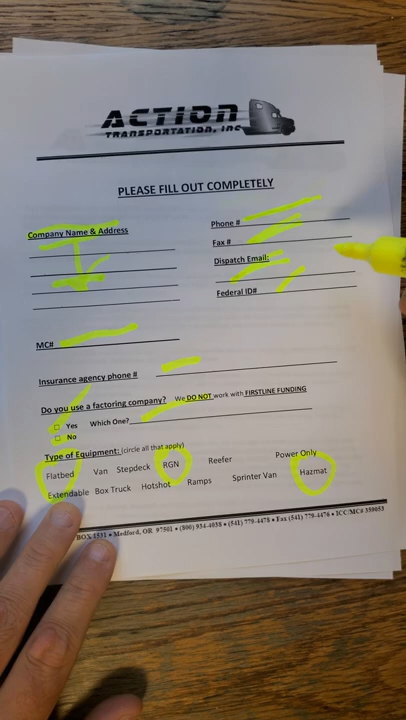 ACTION
TRANSPORTATION, INC
PLEASE FILL OUT COMPLETELY
Company Name & Address
Phone #
Fax #
Dispatch Email:
Federal ID#
MC#
Insurance agency phone #
Do you use a factoring company? We DO NOT work with FIRSTLINE FUNDING
Yes Which One?
No
Type of Equipment: (circle all that apply)
Flatbed Van Stepdeck RGN Reefer Power Only
Extendable Box Truck Hotshot Ramps Sprinter Van Hazmat
BOX 1531 • Medford, OR 97501 • (800) 934-4038 • (541) 779-4478 • Fax (541) 779-4476 • ICC/MC# 359053